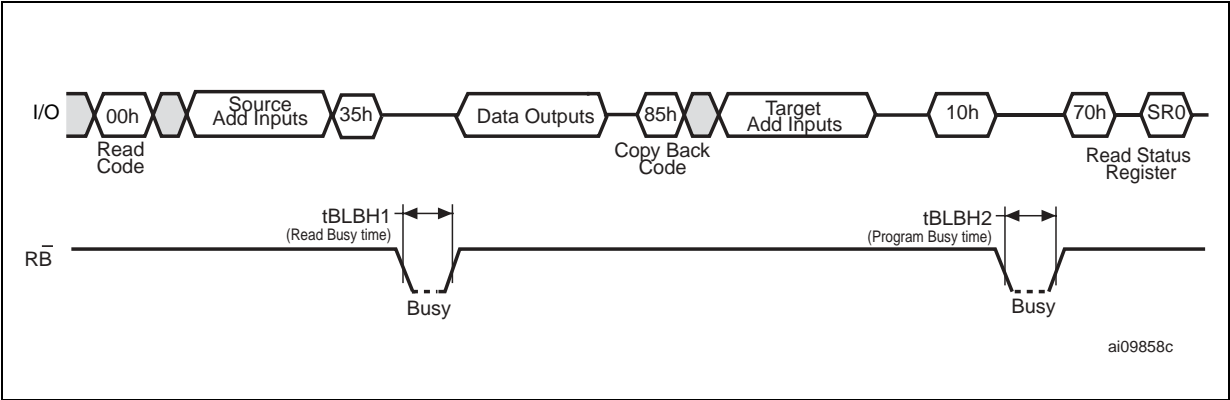 I/O
00h
Source
Add Inputs
35h
Data Outputs
85h
Target
Add Inputs
10h
70h
SR0
Read
Code
Copy Back
Code
Read Status
Register
tBLBH1
(Read Busy time)
tBLBH2
(Program Busy time)
RB̅
Busy
Busy
ai09858c